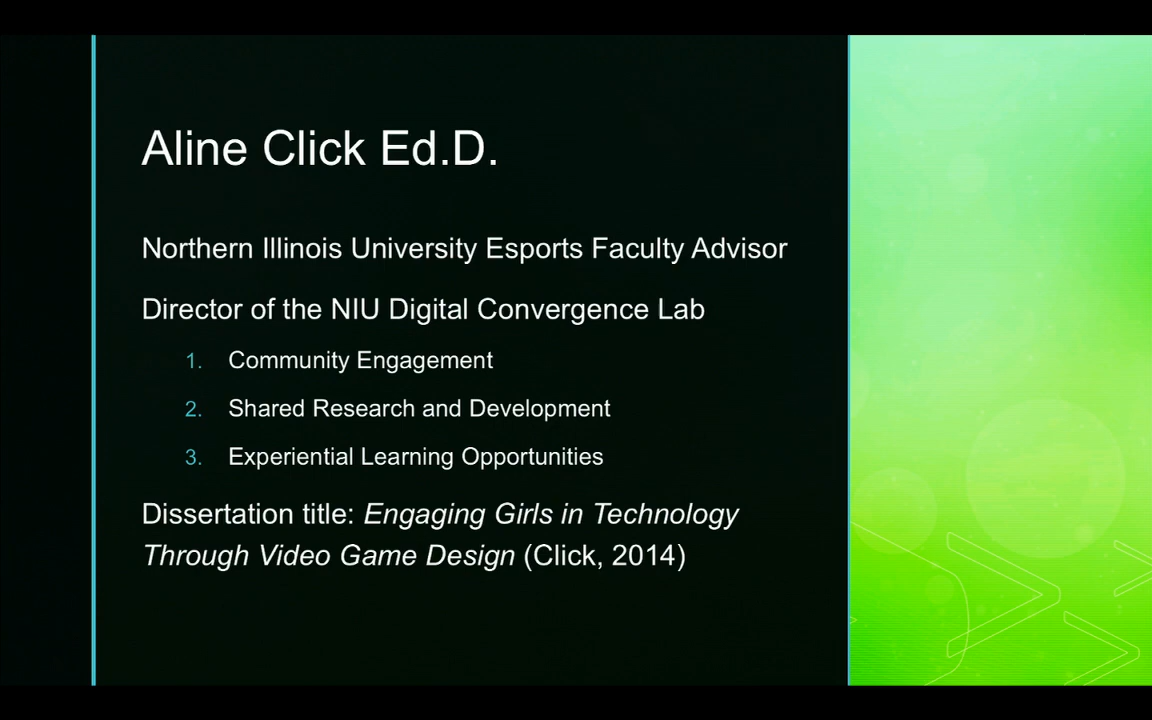 Aline Click Ed.D.
Northern Illinois University Esports Faculty Advisor
Director of the NIU Digital Convergence Lab
1. Community Engagement
2. Shared Research and Development
3. Experiential Learning Opportunities
Dissertation title: Engaging Girls in Technology
Through Video Game Design (Click, 2014)